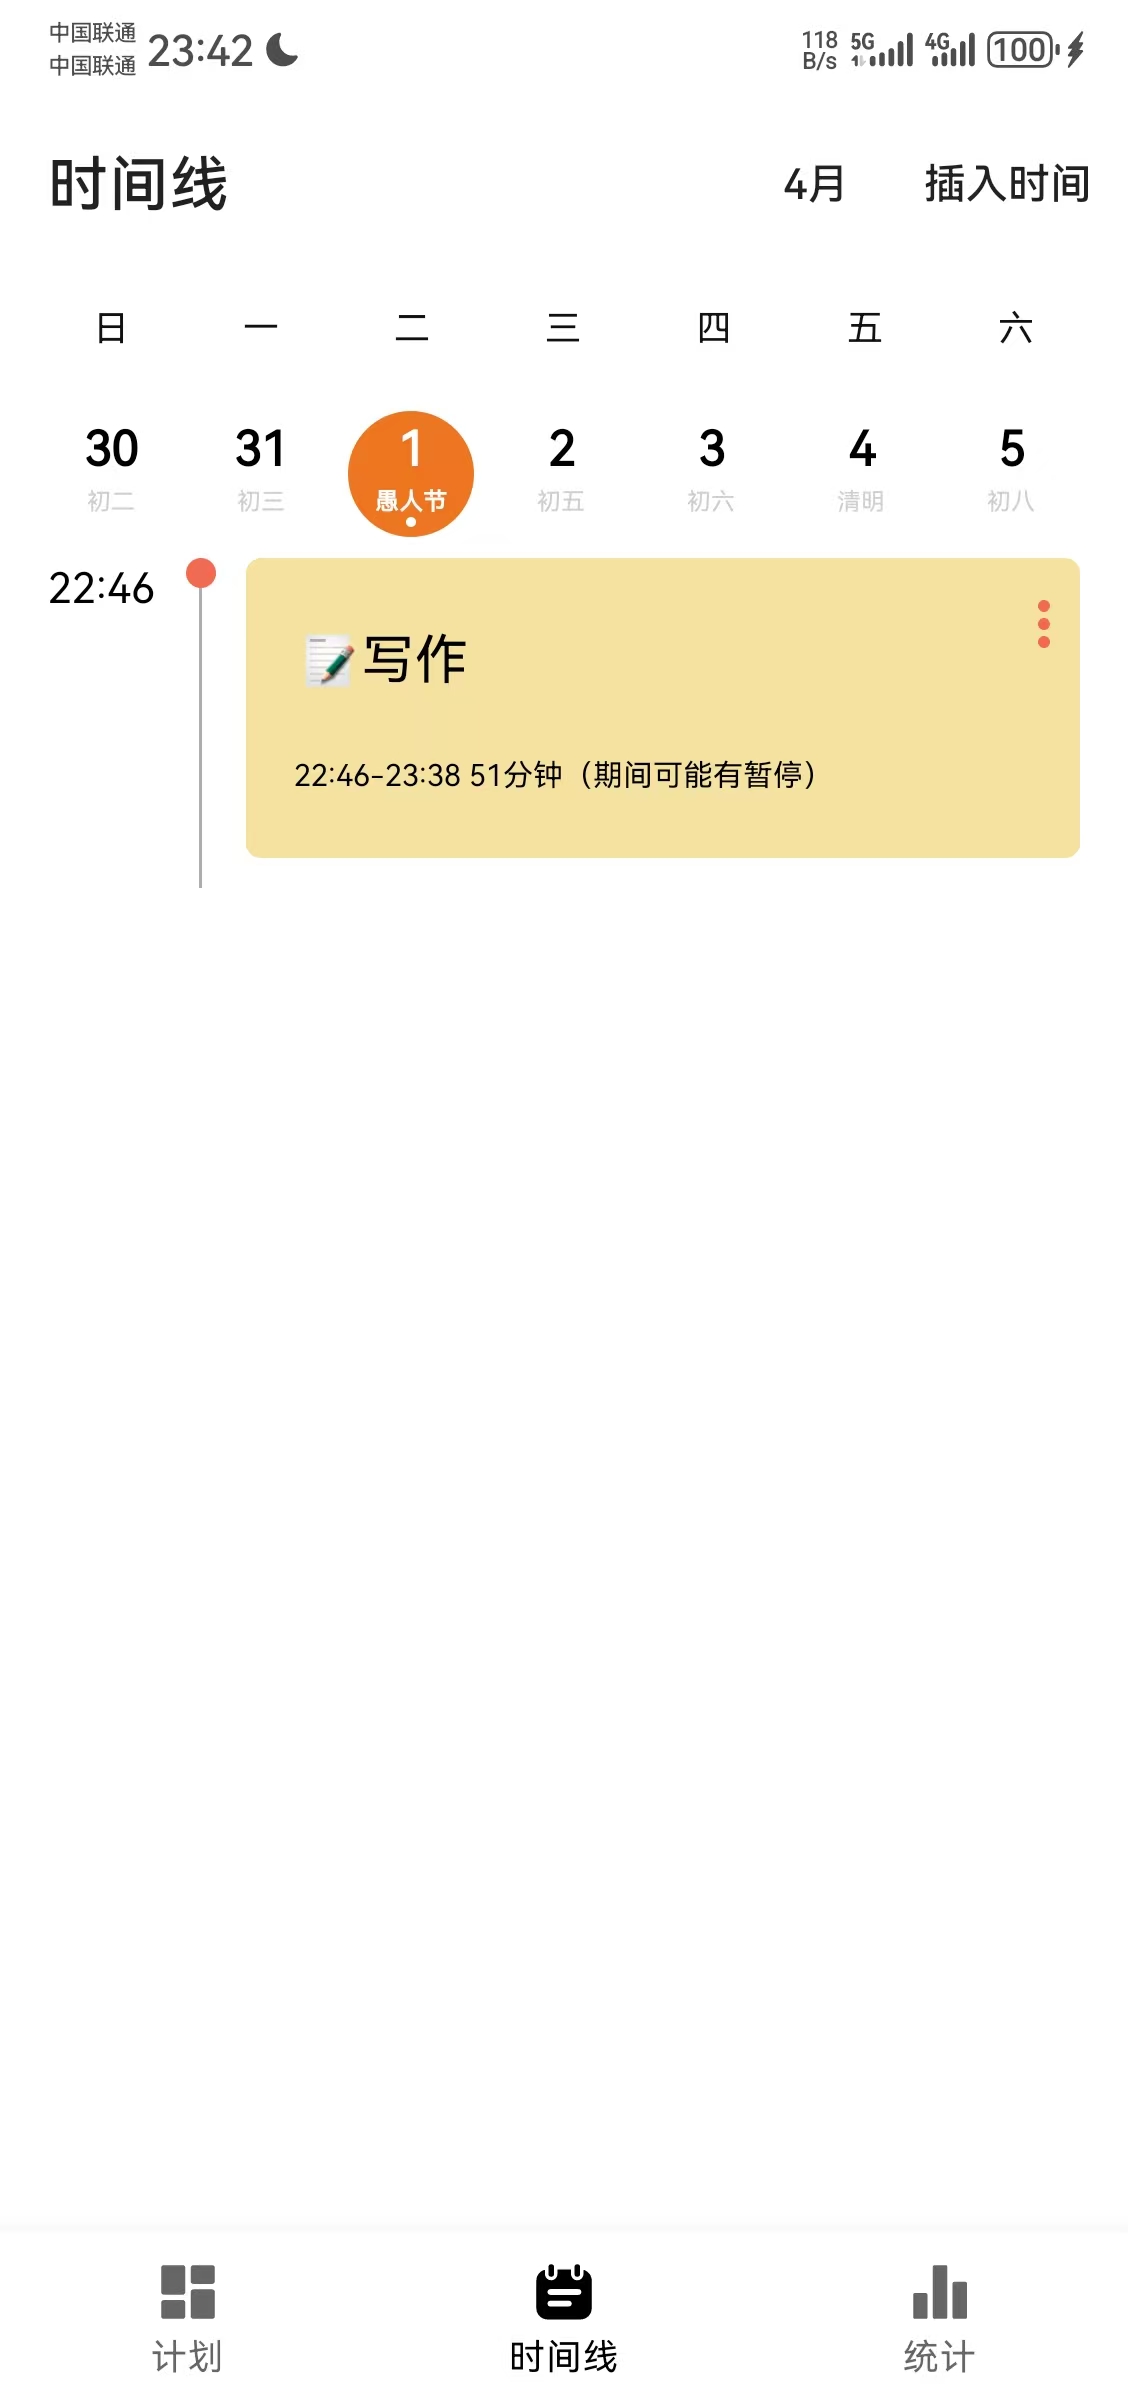 中国联通
中国联通
23:42
118
B/s
5G
4G
100
时间线
4月
插入时间
日 一 二 三 四 五 六
30 31 1 2 3 4 5
初二 初三 愚人节 初五 初六 清明 初八
22:46
写作
22:46-23:38 51分钟（期间可能有暂停）
计划 时间线 统计